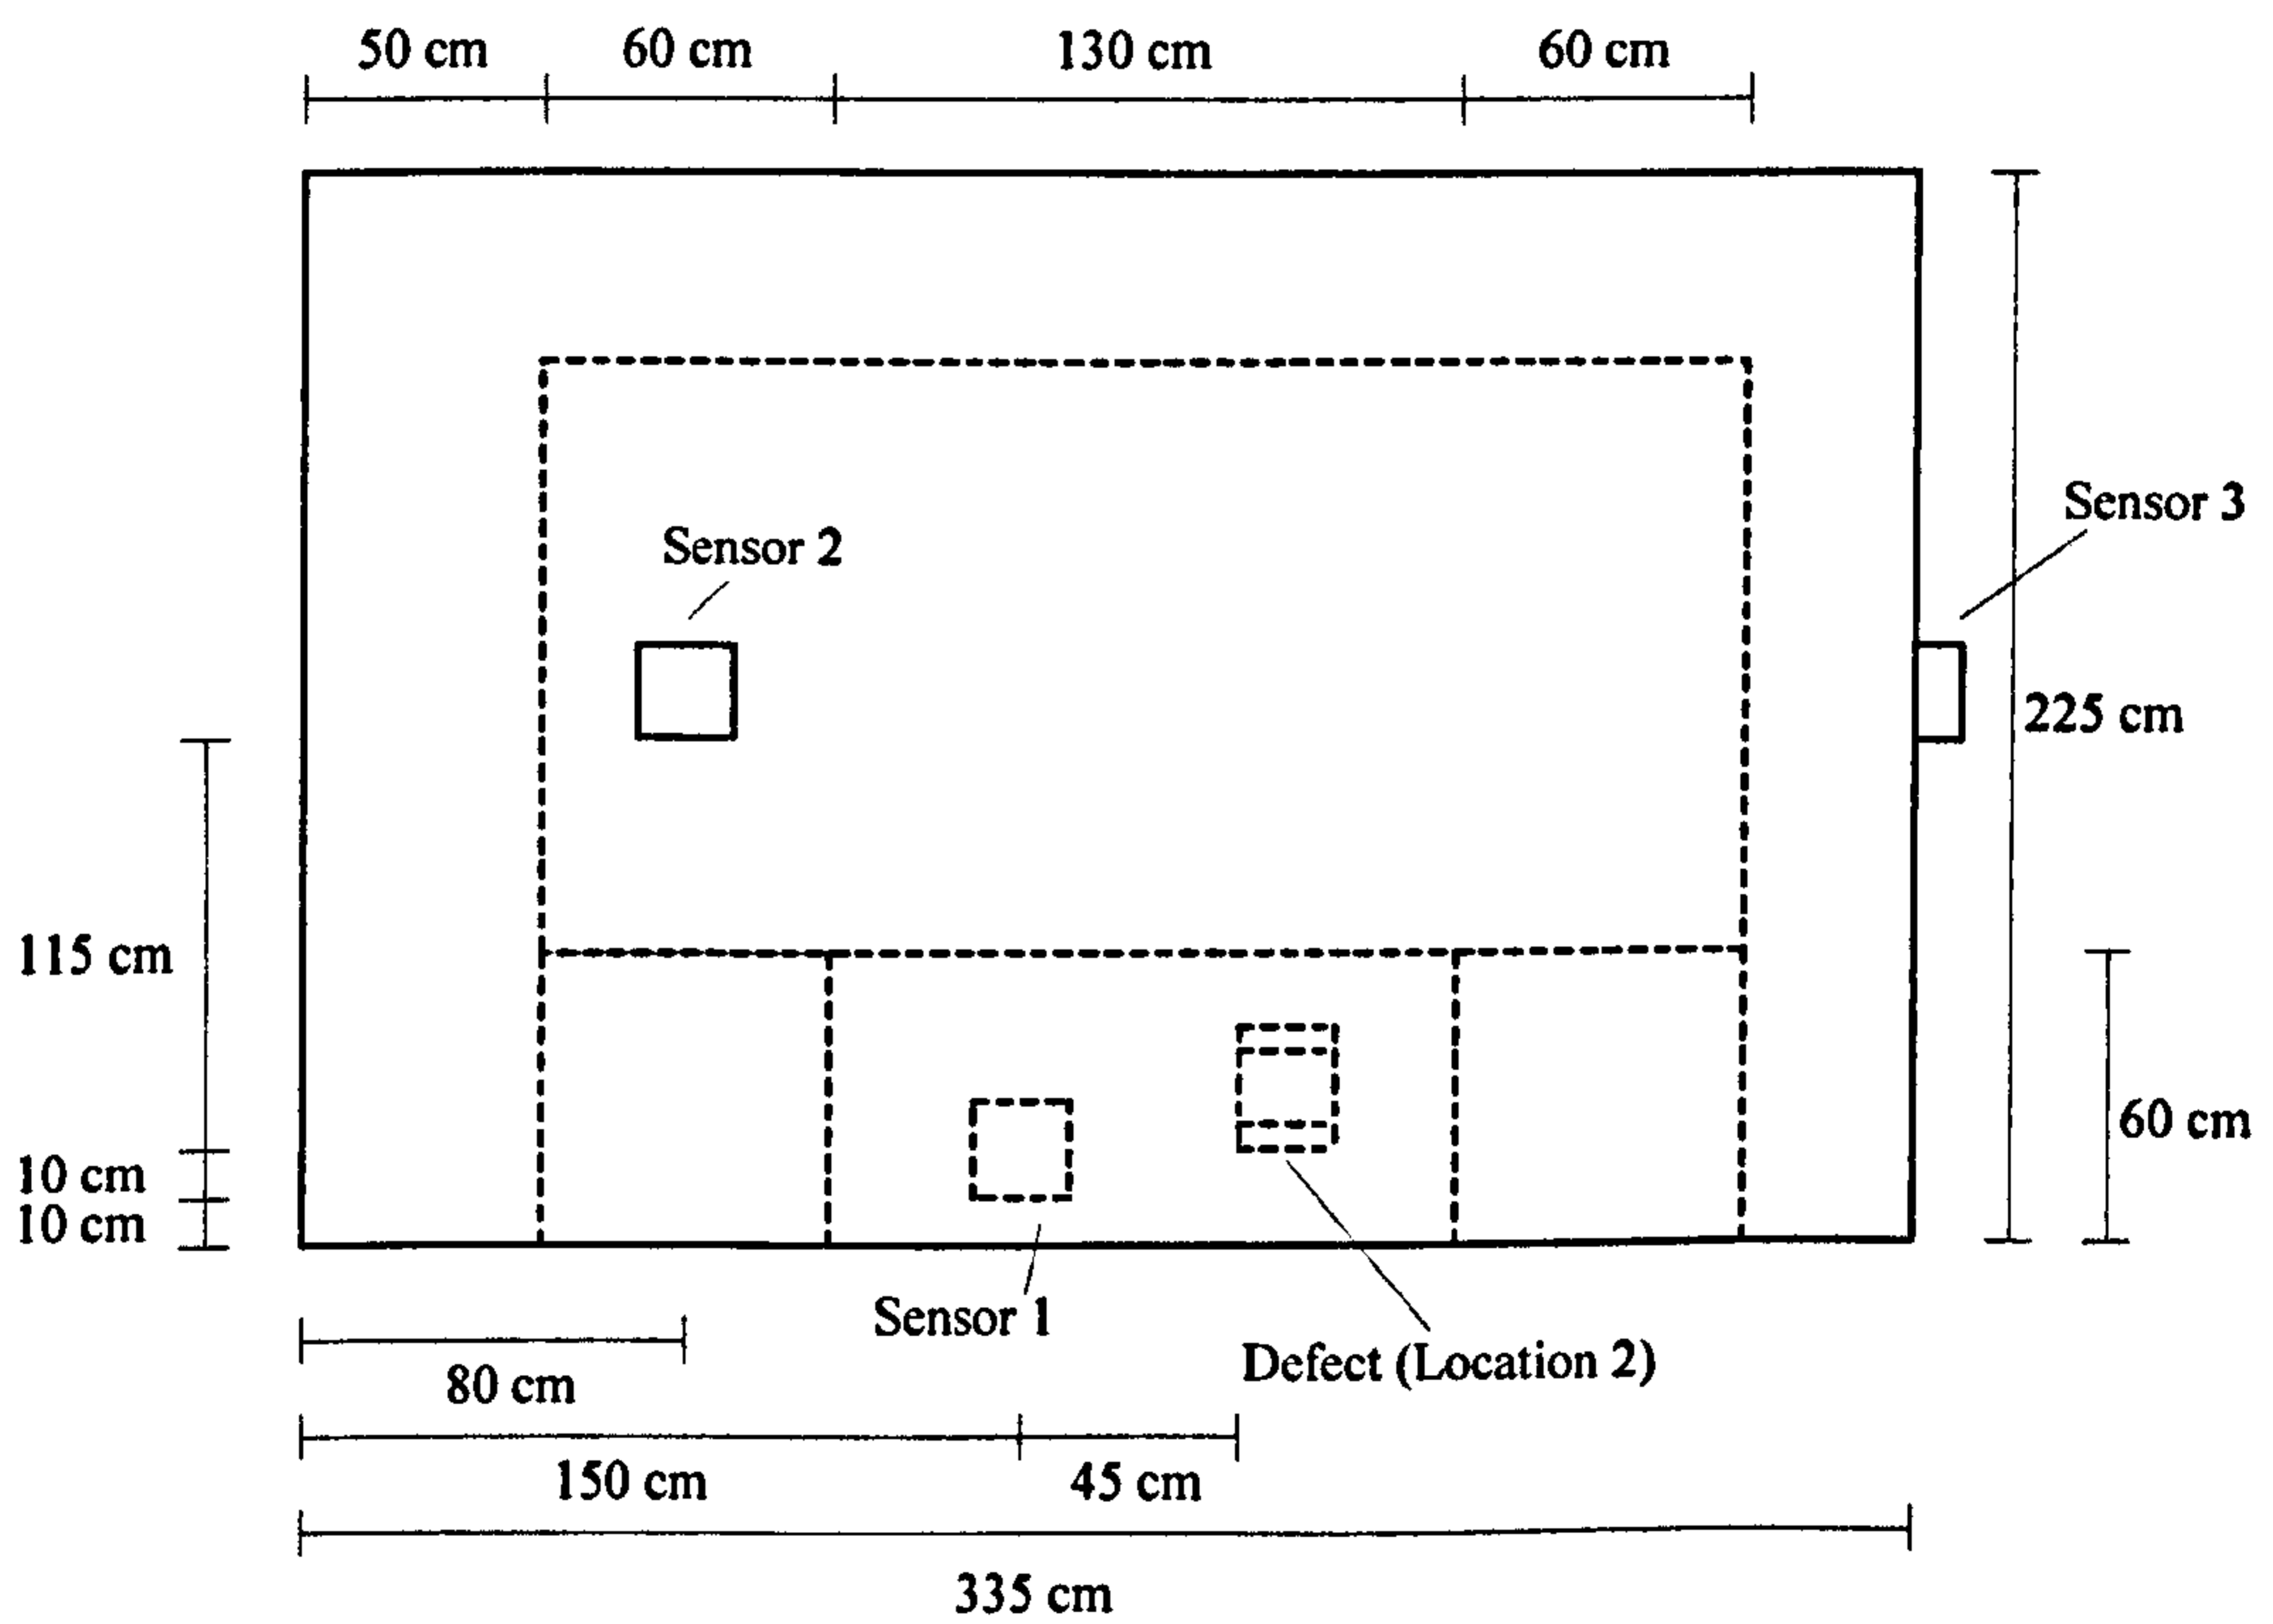 50 cm 60 cm 130 cm 60 cm
Sensor 3
Sensor 2
225 cm
115 cm
60 cm
10 cm
10 cm
Sensor 1
Defect (Location 2)
80 cm
150 cm 45 cm
335 cm